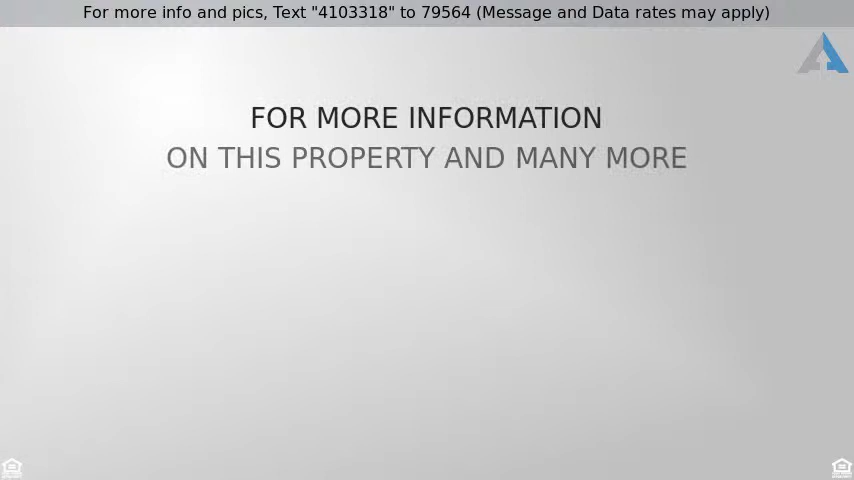 For more info and pics, Text "4103318" to 79564 (Message and Data rates may apply)
FOR MORE INFORMATION
ON THIS PROPERTY AND MANY MORE